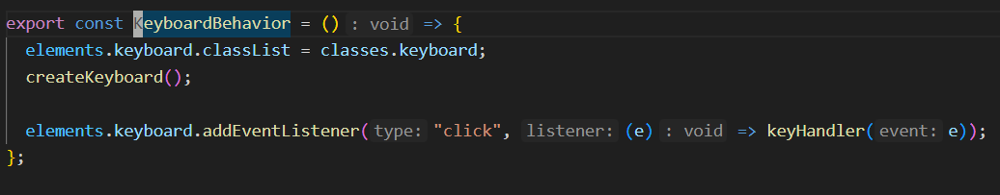 export const KeyboardBehavior = () : void => {
elements.keyboard.classList = classes.keyboard;
createKeyboard();
elements.keyboard.addEventListener( type: "click", listener: (e) : void => keyHandler( event: e));
};